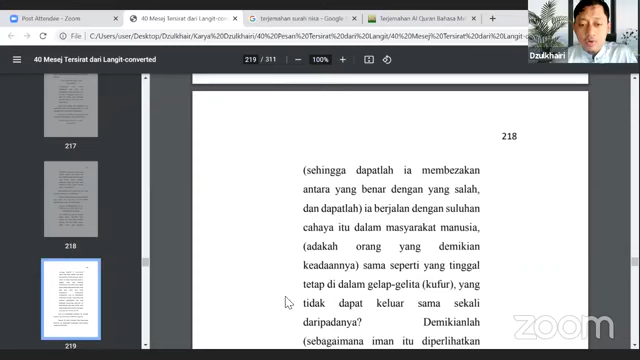 Post Attendee - Zoom
40 Mesej Tersirat dari Langit-con
terjemahan surah nisa - Google S
Terjemahan Al Quran Bahasa Me
C:/Users/user/Desktop/Dzulkhair/Karya%20Dzulkhairi/40%20Pesan%20Tersirat%20dari%20Langit/40%20Mesej%20Tersirat%20dari%20Langit-conv
40 Mesej Tersirat dari Langit-converted
219 / 311
100%
Dzulkhairi
217
218
219
218
(sehingga dapatlah ia membezakan
antara yang benar dengan yang salah,
dan dapatlah) ia berjalan dengan suluhan
cahaya itu dalam masyarakat manusia,
(adakah orang yang demikian
keadaannya) sama seperti yang tinggal
tetap di dalam gelap-gelita (kufur), yang
tidak dapat keluar sama sekali
daripadanya? Demikianlah
(sebagaimana iman itu diperlihatkan
zoom